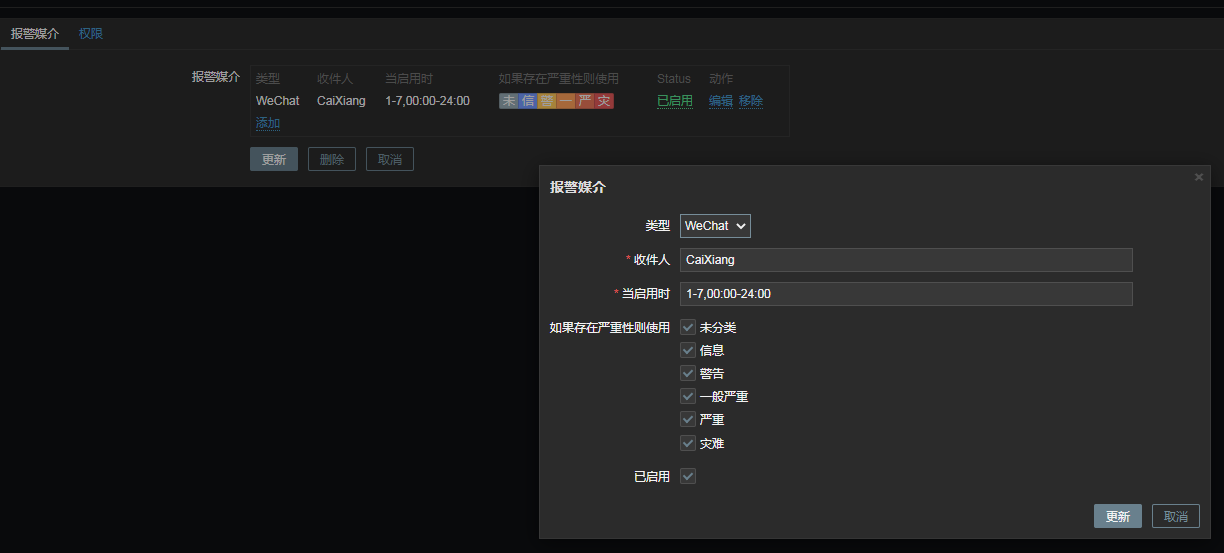 报警媒介 权限
报警媒介 类型 收件人 当启用时 如果存在严重性则使用 Status 动作
WeChat CaiXiang 1-7,00:00-24:00 未 信 警 一 严 灾 已启用 编辑 移除
添加
更新 删除 取消
报警媒介
类型 WeChat
* 收件人 CaiXiang
* 当启用时 1-7,00:00-24:00
如果存在严重性则使用 未分类
信息
警告
一般严重
严重
灾难
已启用
更新 取消